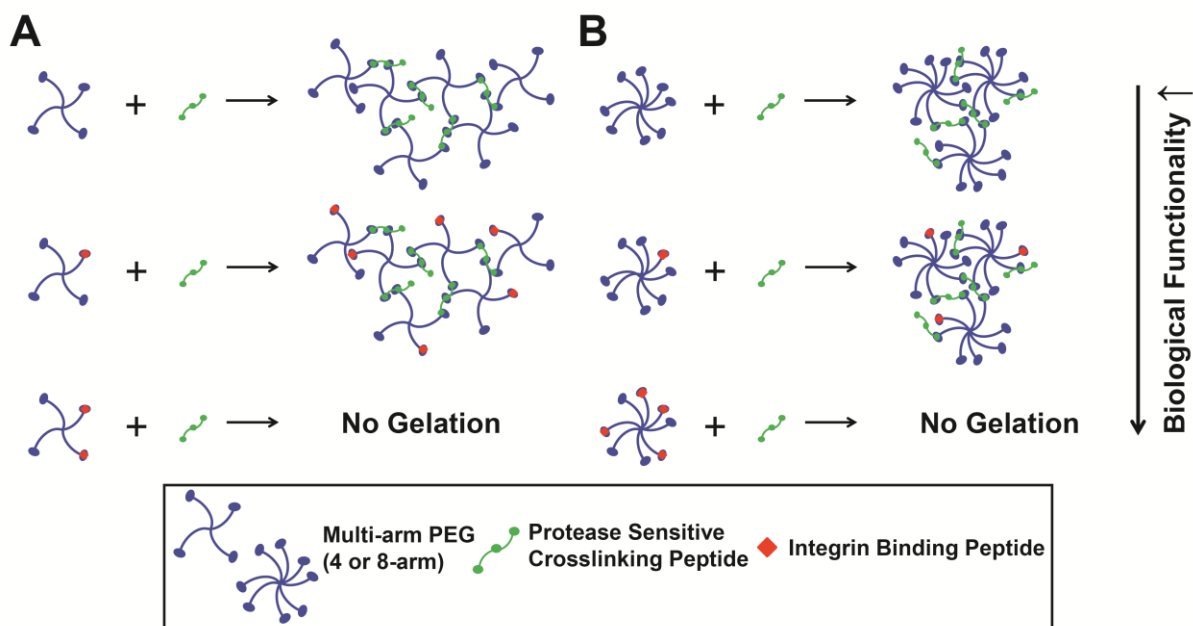 A
B
+
+
+
+
No Gelation
+
No Gelation
+
Biological Functionality
Multi-arm PEG
(4 or 8-arm)
Protease Sensitive
Crosslinking Peptide
Integrin Binding Peptide